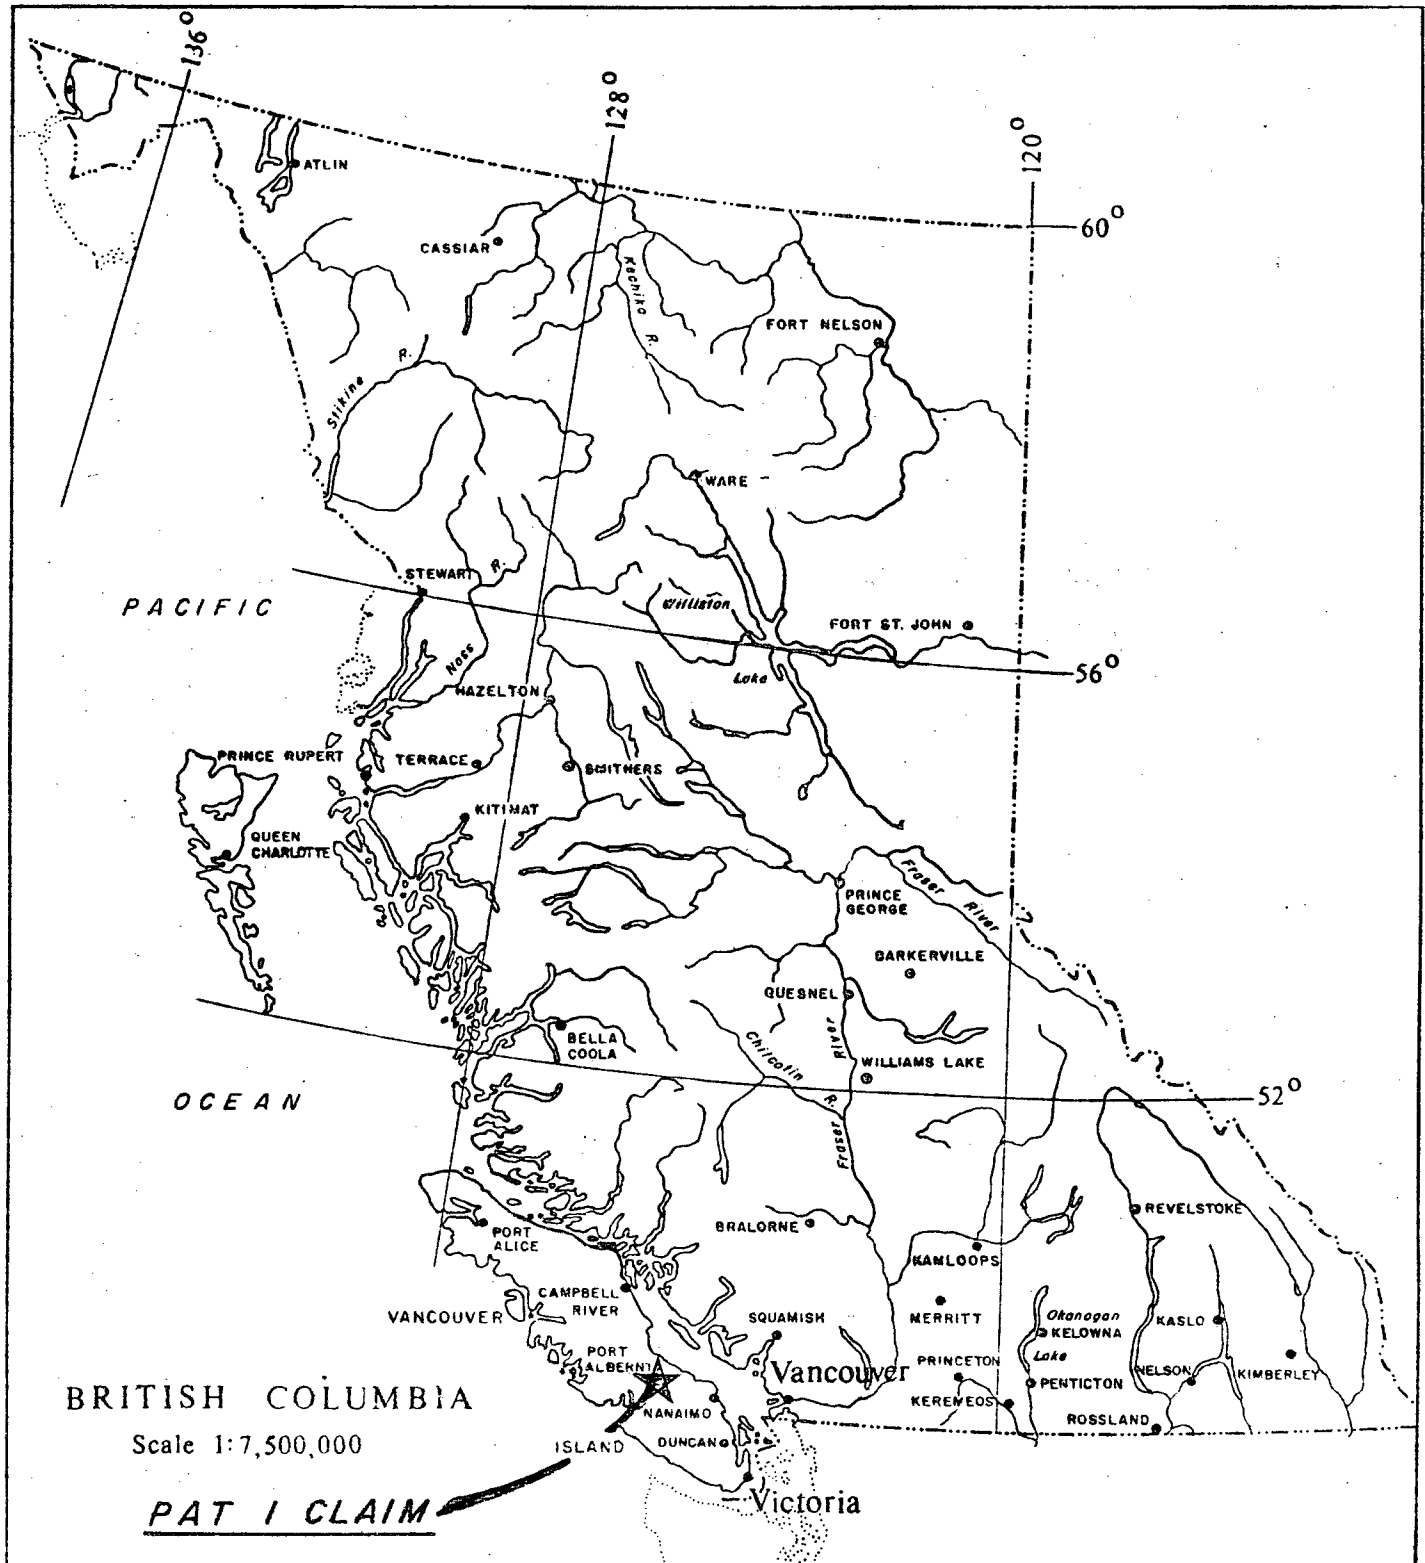 136°
128°
120°
ATLIN
60°
CASSIAR
Kechika R.
FORT NELSON
Stikine R.
WARE
STEWART
R.
PACIFIC
Williston
FORT ST. JOHN
Nass
Lake
56°
HAZELTON
PRINCE RUPERT
TERRACE
SMITHERS
KITIMAT
QUEEN
CHARLOTTE
Fraser River
PRINCE
GEORGE
BARKERVILLE
QUESNEL
River
BELLA
COOLA
Chilcotin R.
WILLIAMS LAKE
OCEAN
52°
Fraser
REVELSTOKE
PORT
ALICE
BRALORNE
KAMLOOPS
CAMPBELL
RIVER
VANCOUVER
SQUAMISH
MERRITT
Okanagan
KELOWNA
KASLO
PORT
ALBERNI
Vancouver
PRINCETON
Lake
NELSON
KIMBERLEY
PENTICTON
BRITISH COLUMBIA
NANAIMO
KEREMEOS
ROSSLAND
Scale 1:7,500,000
ISLAND
DUNCAN
PAT 1 CLAIM
Victoria